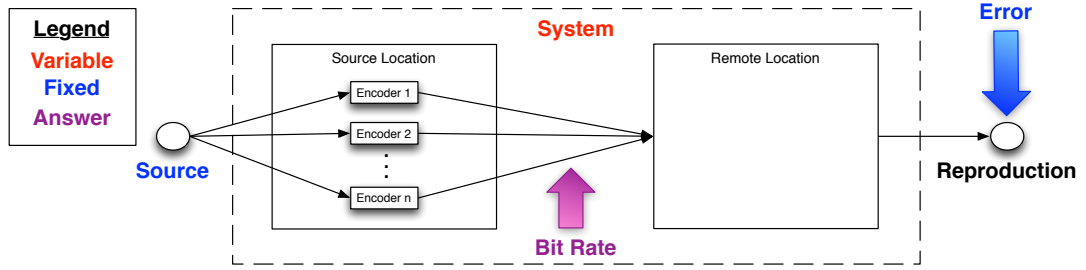 Legend
Variable
Fixed
Answer
System
Error
Source Location
Remote Location
Encoder 1
Encoder 2
⋮
Encoder n
Source
Bit Rate
Reproduction